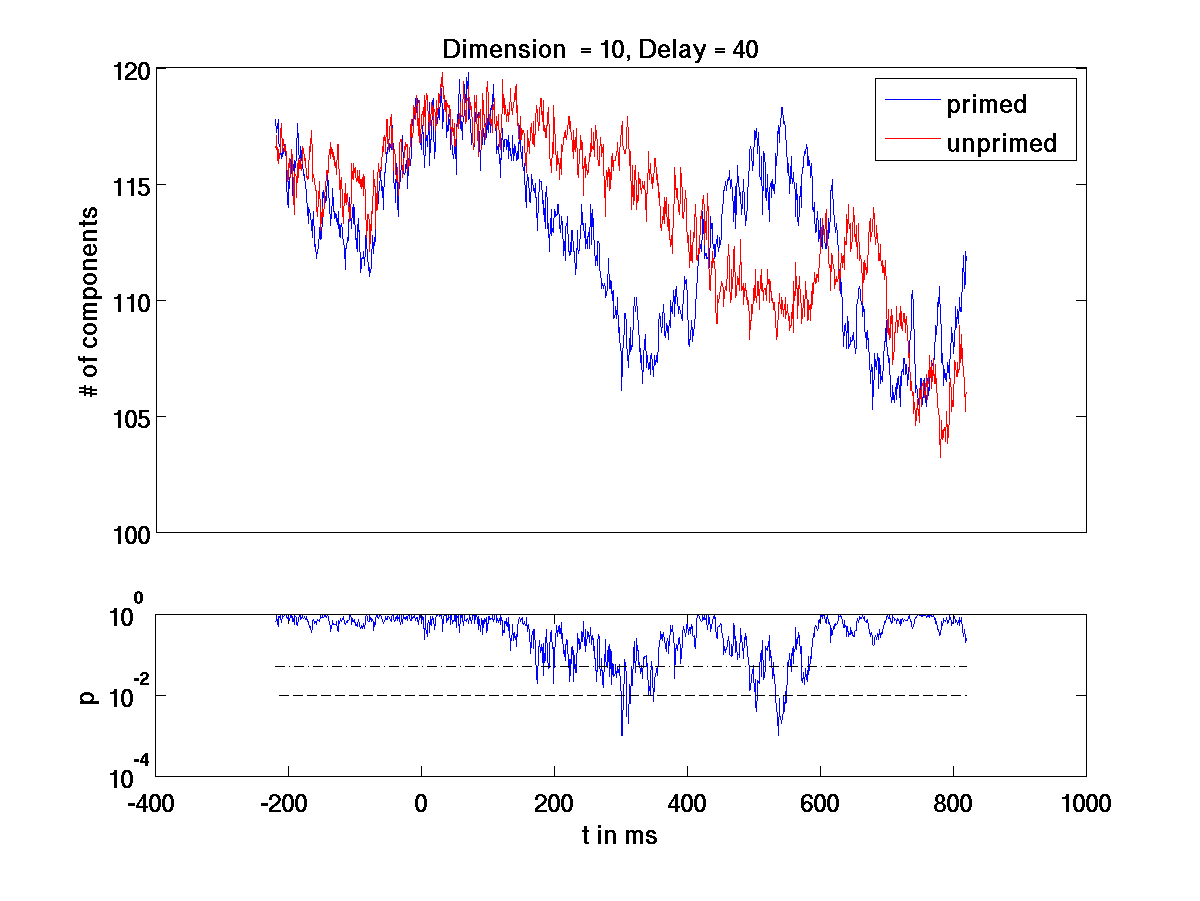 Dimension = 10, Delay = 40
120
115
110
105
100
# of components
primed
unprimed
10^0
10^-2
10^-4
p
-400 -200 0 200 400 600 800 1000
t in ms